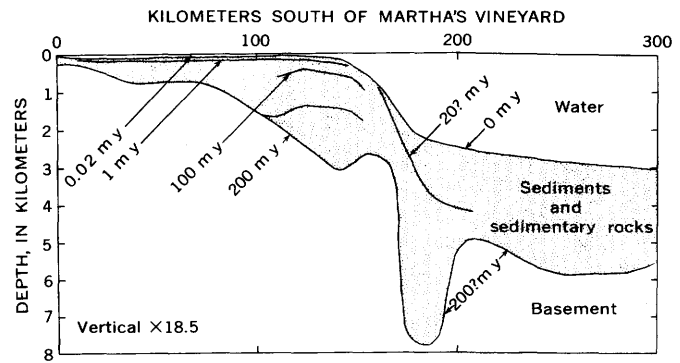 KILOMETERS SOUTH OF MARTHA'S VINEYARD
0 100 200 300
DEPTH, IN KILOMETERS
0
1
2
3
4
5
6
7
8
0.02 m y
1 m y
100 m y
200 m y
20? m y
0 m y
Water
Sediments
and
sedimentary rocks
200? m y
Basement
Vertical ×18.5